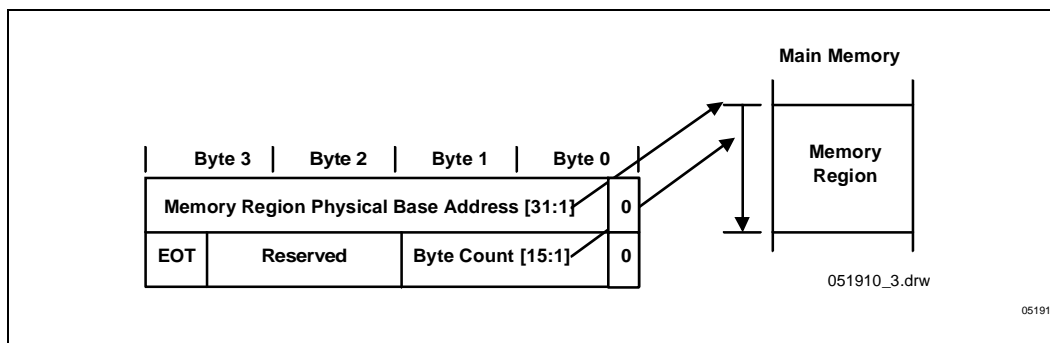 Main Memory
Byte 3 Byte 2 Byte 1 Byte 0
Memory
Region
Memory Region Physical Base Address [31:1] 0
EOT Reserved Byte Count [15:1] 0
051910_3.drw
05191